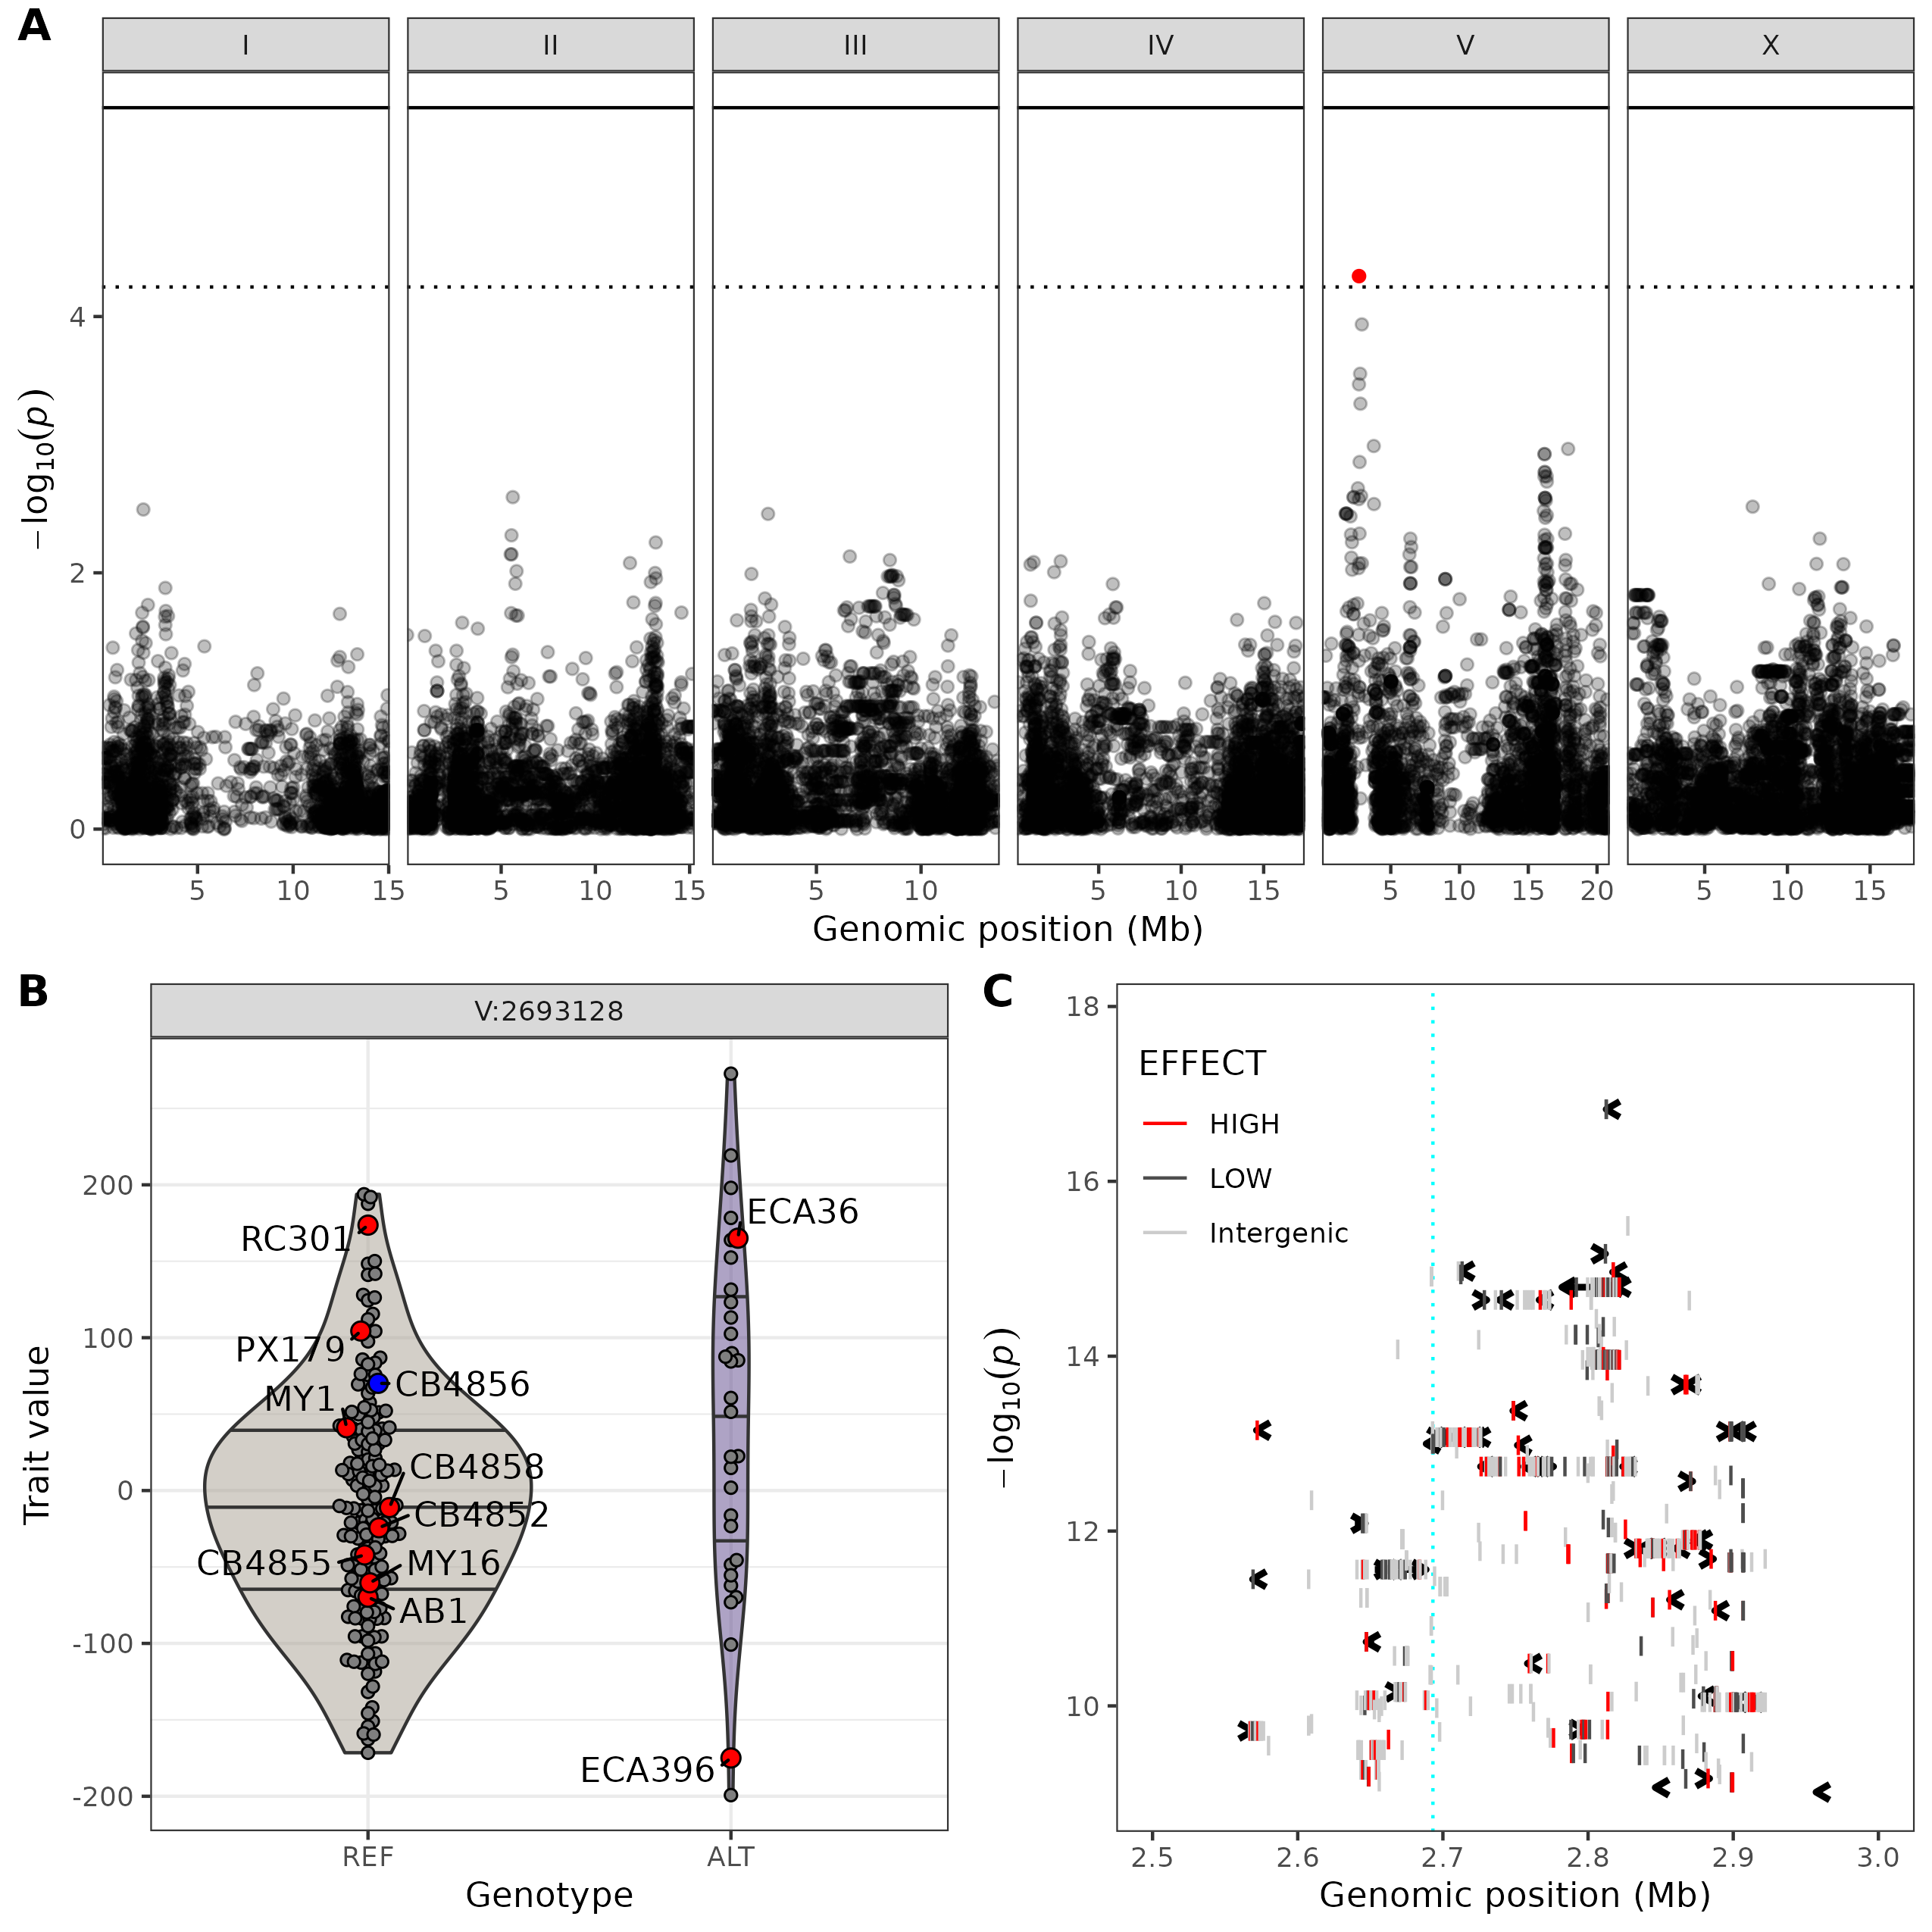 A
I II III IV V X
4
2
0
−log10(p)
5 10 15 5 10 15 5 10 5 10 15 5 10 15 20 5 10 15
Genomic position (Mb)
B
V:2693128
200
100
0
-100
-200
Trait value
RC301
ECA36
PX179
CB4856
MY1
CB4858
CB4852
CB4855
MY16
AB1
ECA396
REF ALT
Genotype
C
18
16
14
12
10
−log10(p)
EFFECT
HIGH
LOW
Intergenic
2.5 2.6 2.7 2.8 2.9 3.0
Genomic position (Mb)